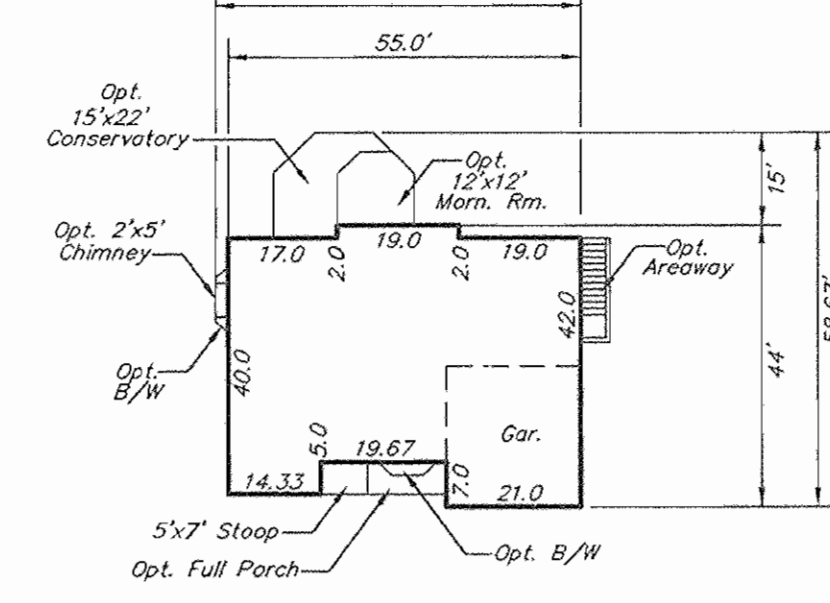 55.0'
Opt.
15'x22'
Conservatory
Opt.
12'x12'
Morn. Rm.
15'
Opt. 2'x5'
Chimney
17.0
2.0
19.0
2.0
19.0
Opt.
Areaway
42.0
44'
Opt.
B/W
40.0
Gar.
5.0
19.67
14.33
7.0
21.0
5'x7' Stoop
Opt. B/W
Opt. Full Porch